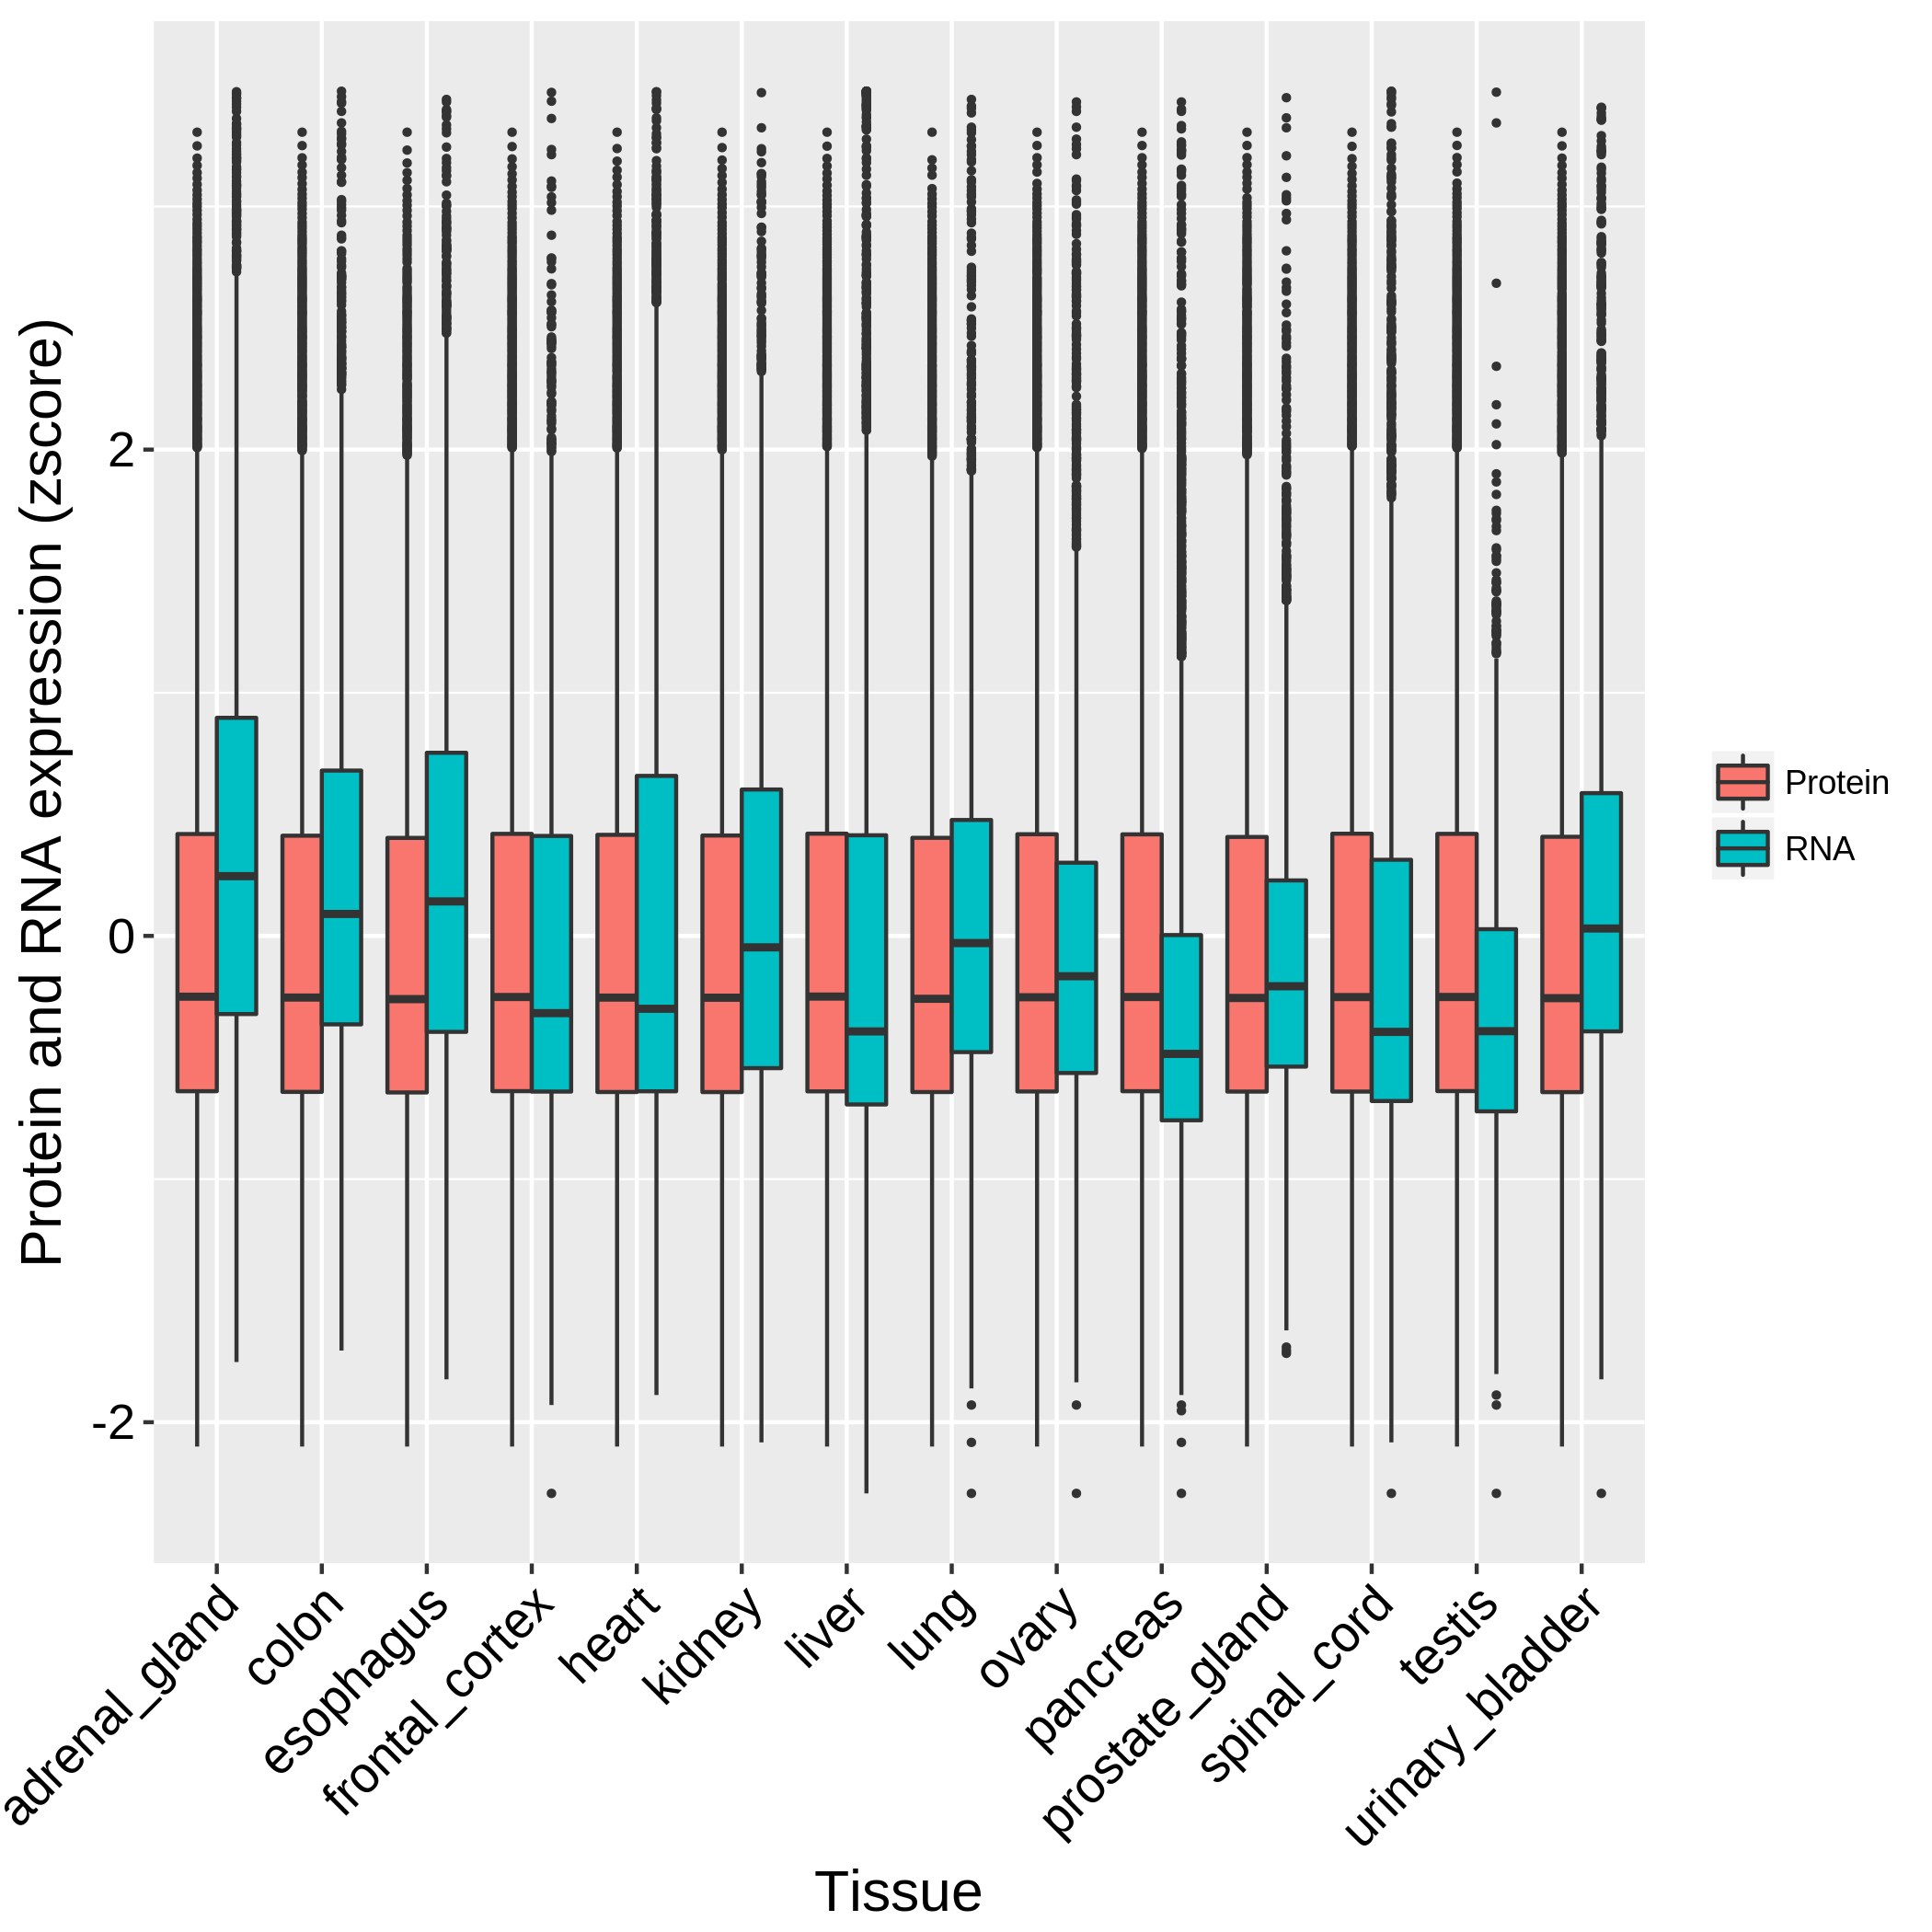 Protein and RNA expression (zscore)
2
0
-2
adrenal_gland
colon
esophagus
frontal_cortex
heart
kidney
liver
lung
ovary
pancreas
prostate_gland
spinal_cord
testis
urinary_bladder
Tissue
Protein
RNA